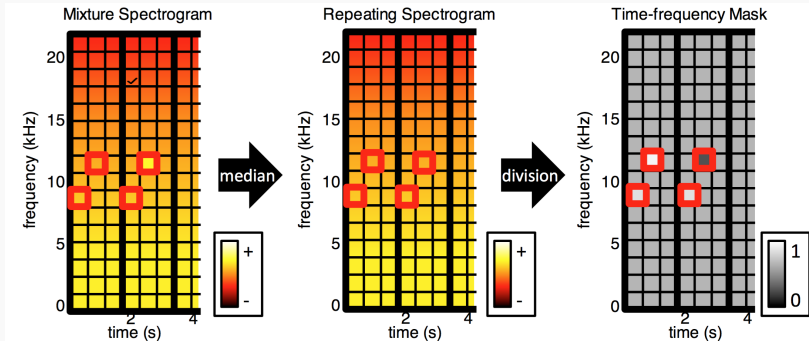 Mixture Spectrogram
Repeating Spectrogram
Time-frequency Mask
frequency (kHz)
20
15
10
5
0
2
4
time (s)
+
-
median
frequency (kHz)
20
15
10
5
0
2
4
time (s)
+
-
division
frequency (kHz)
20
15
10
5
0
2
4
time (s)
1
0